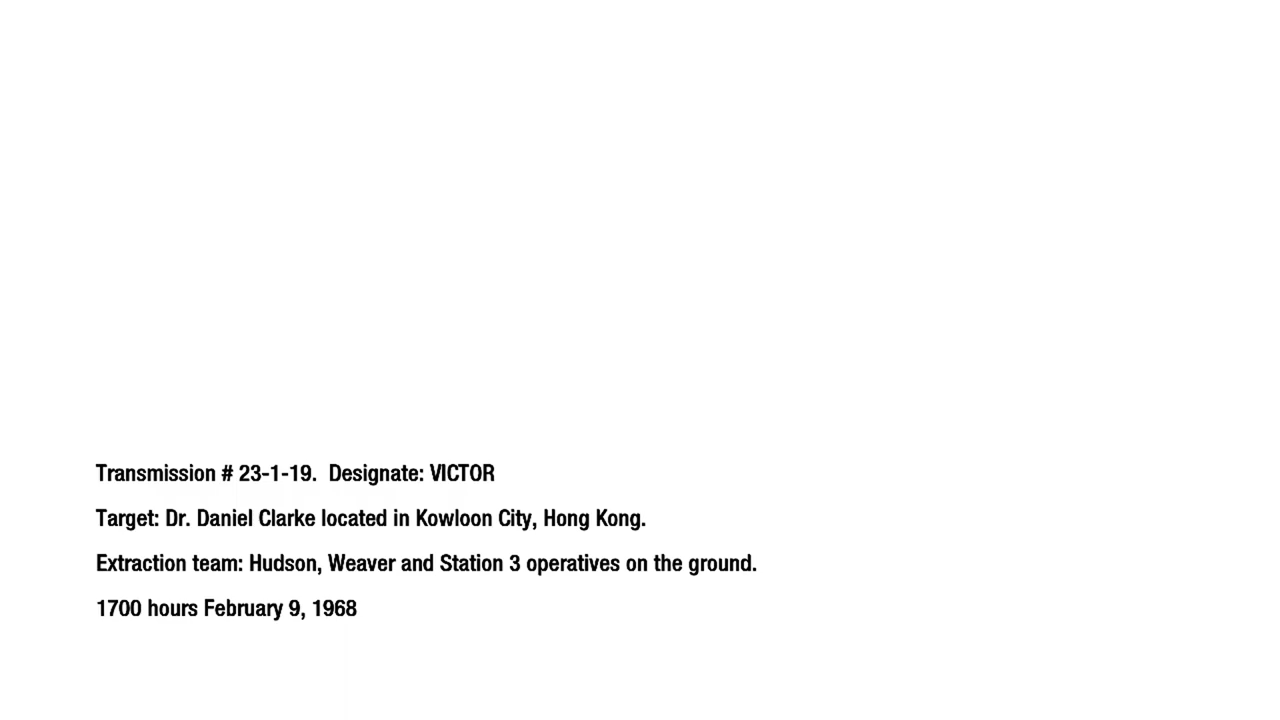 Transmission # 23-1-19.  Designate: VICTOR
Target: Dr. Daniel Clarke located in Kowloon City, Hong Kong.
Extraction team: Hudson, Weaver and Station 3 operatives on the ground.
1700 hours February 9, 1968